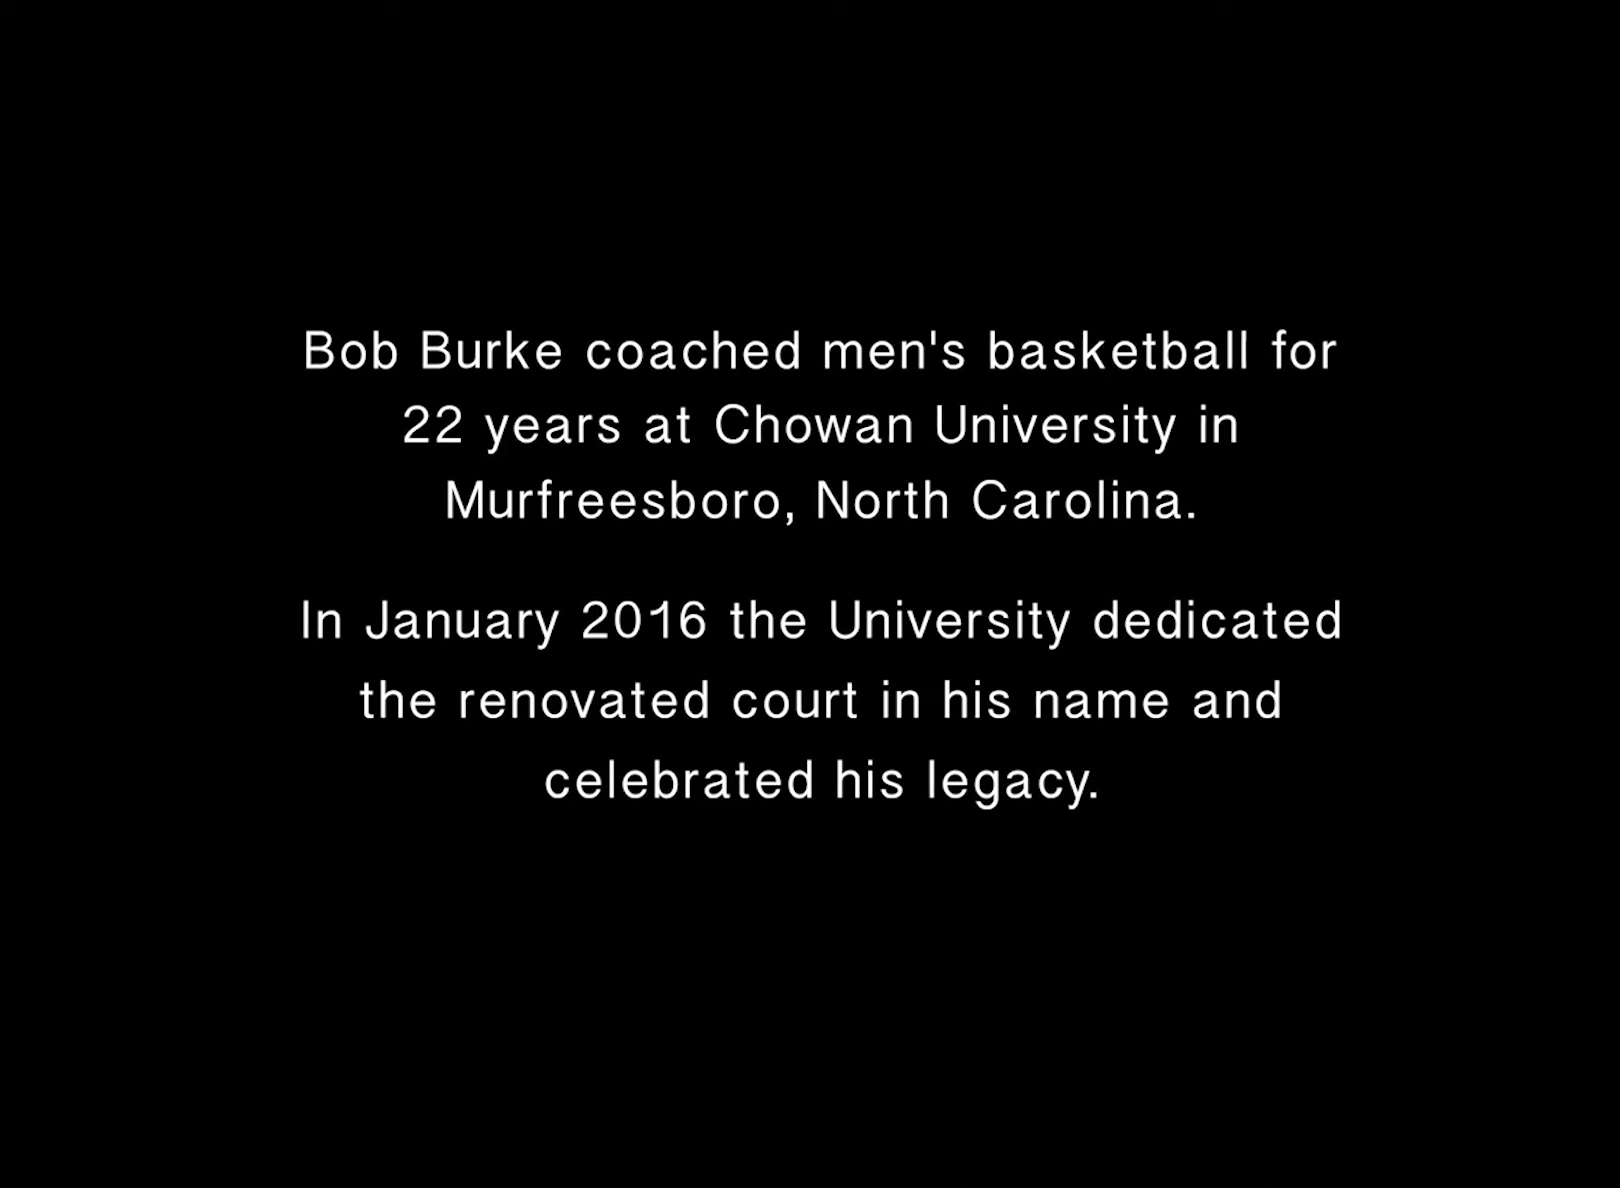 Bob Burke coached men's basketball for
22 years at Chowan University in
Murfreesboro, North Carolina.
In January 2016 the University dedicated
the renovated court in his name and
celebrated his legacy.